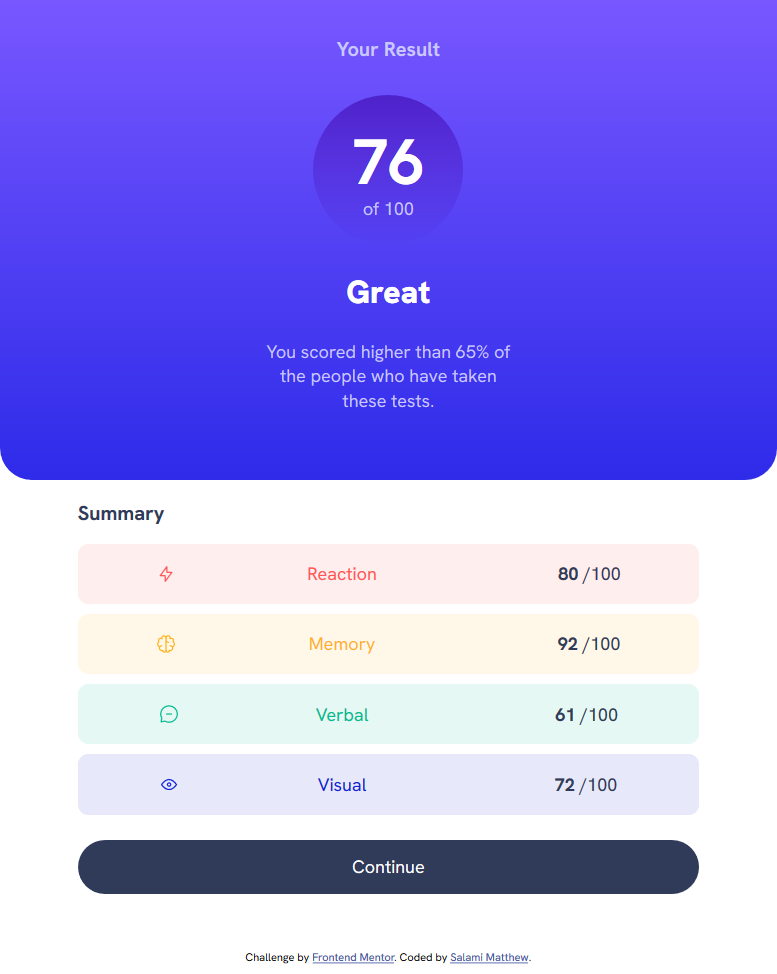 Your Result
76
of 100
Great
You scored higher than 65% of
the people who have taken
these tests.
Summary
Reaction 80 /100
Memory 92 /100
Verbal 61 /100
Visual 72 /100
Continue
Challenge by Frontend Mentor. Coded by Salami Matthew.